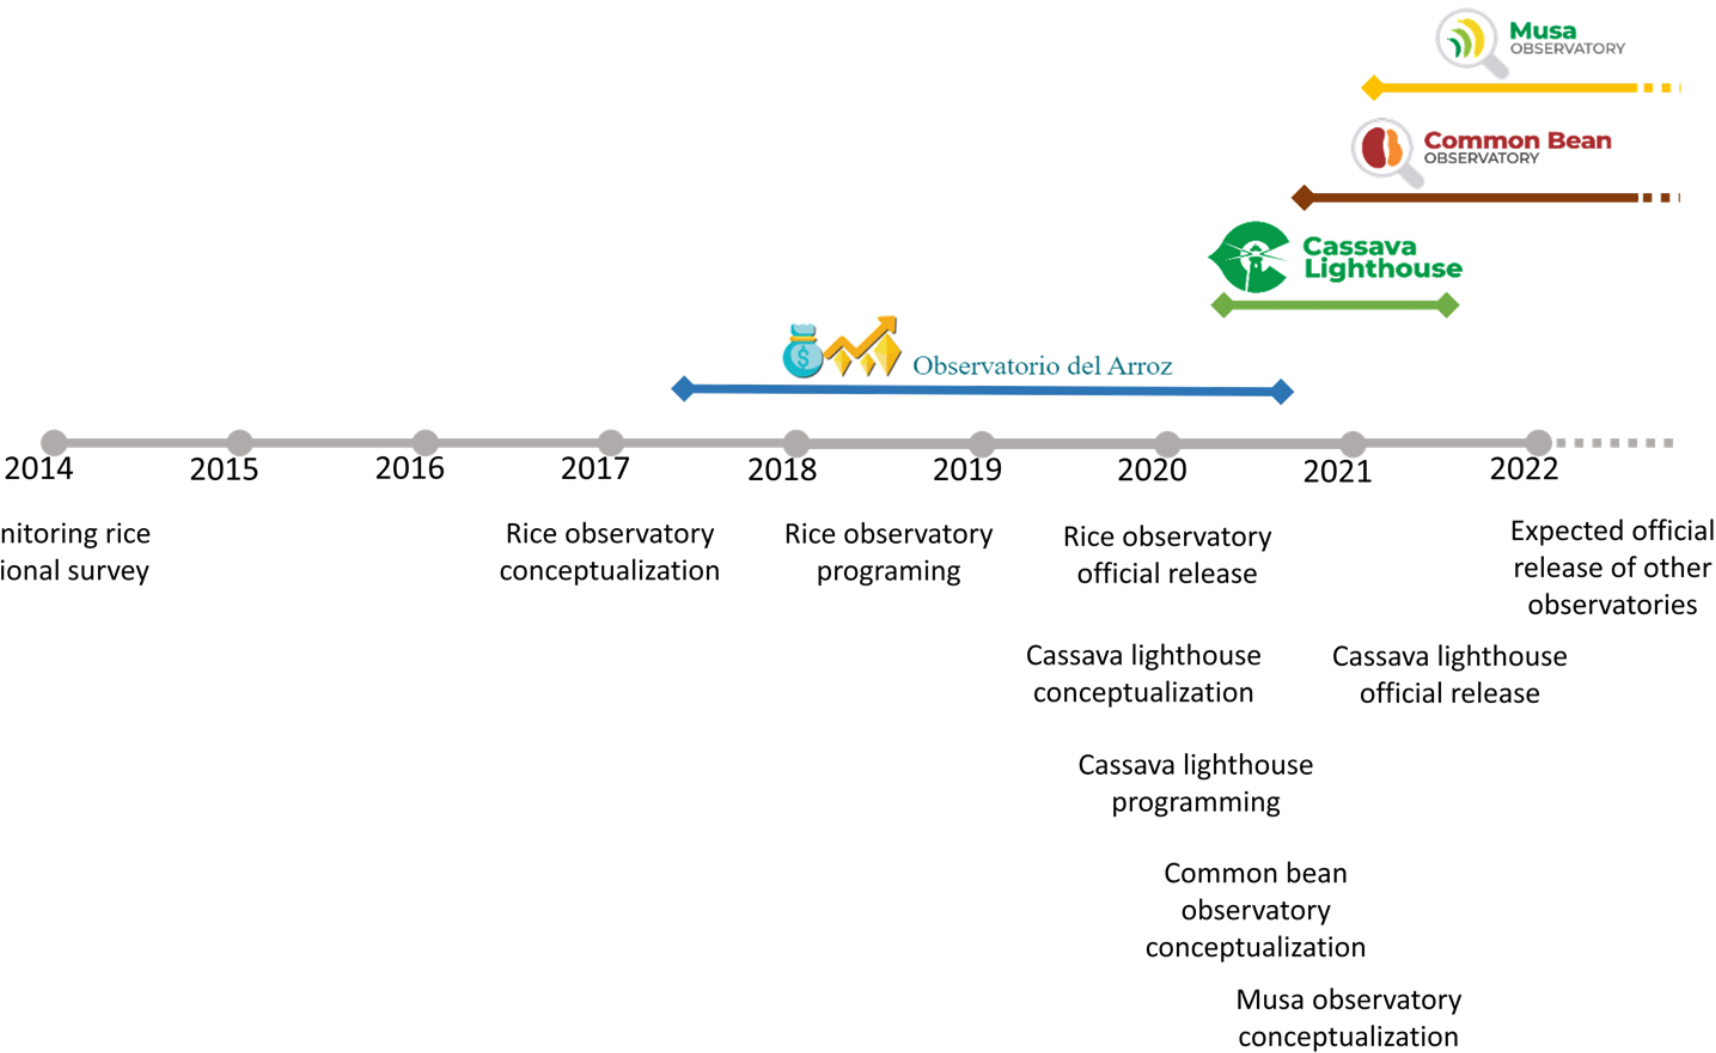 Musa
OBSERVATORY
Common Bean
OBSERVATORY
Cassava
Lighthouse
$
Observatorio del Arroz
2014 2015 2016 2017 2018 2019 2020 2021 2022
nitoring rice
ional survey
Rice observatory
conceptualization
Rice observatory
programing
Rice observatory
official release
Expected official
release of other
observatories
Cassava lighthouse
conceptualization
Cassava lighthouse
official release
Cassava lighthouse
programming
Common bean
observatory
conceptualization
Musa observatory
conceptualization